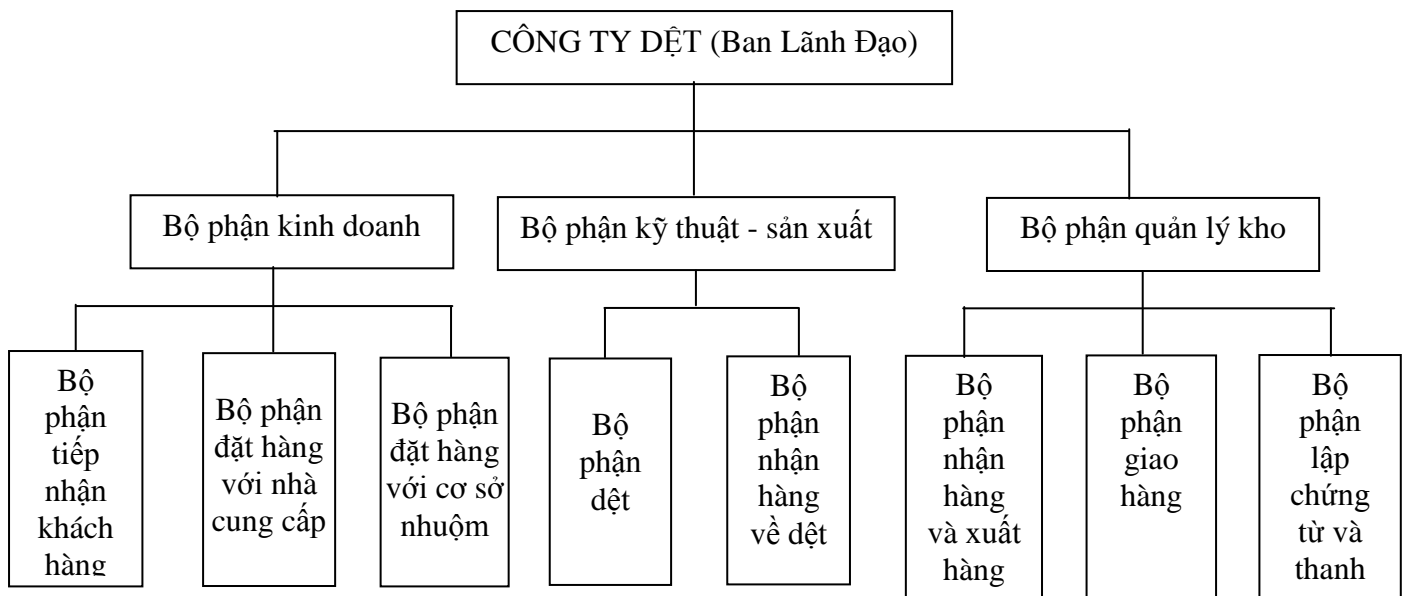 CÔNG TY DỆT (Ban Lãnh Đạo)
Bộ phận kinh doanh
Bộ phận kỹ thuật - sản xuất
Bộ phận quản lý kho
Bộ
phận
tiếp
nhận
khách
hàng
Bộ phận
đặt hàng
với nhà
cung cấp
Bộ phận
đặt hàng
với cơ sở
nhuộm
Bộ
phận
dệt
Bộ
phận
nhận
hàng
về dệt
Bộ
phận
nhận
hàng
và xuất
hàng
Bộ
phận
giao
hàng
Bộ
phận
lập
chứng
từ và
thanh